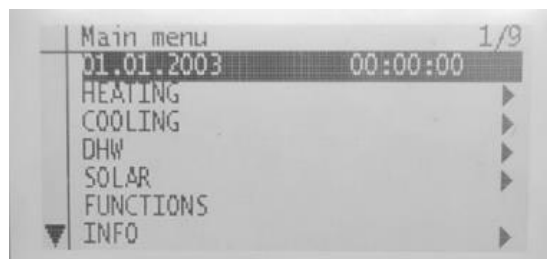 Main menu 1/9
01.01.2003 00:00:00
HEATING
COOLING
DHW
SOLAR
FUNCTIONS
INFO